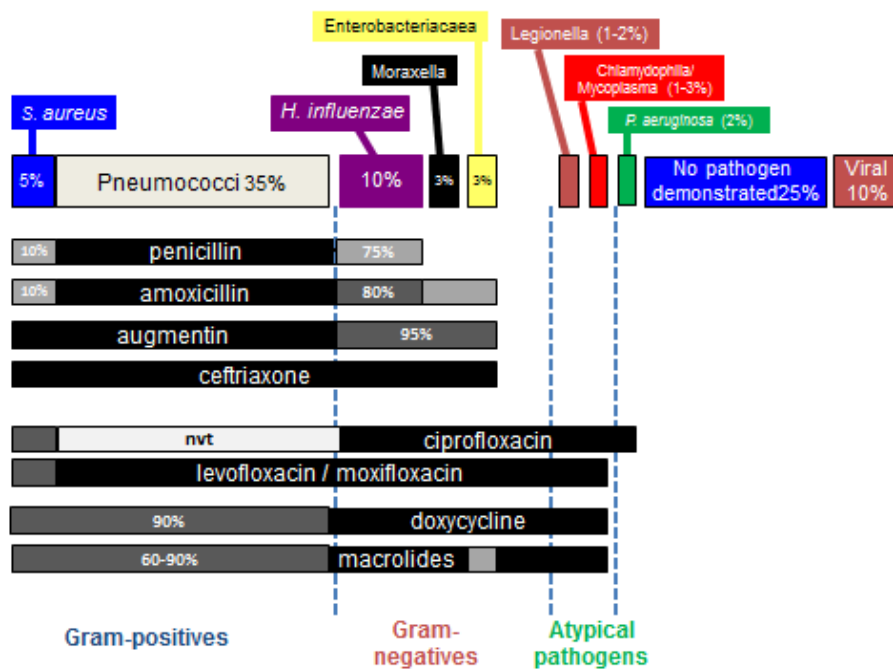 Enterobacteriacaea
Legionella (1-2%)
Moraxella
Chlamydophila/
Mycoplasma (1-3%)
S. aureus
H. influenzae
P. aeruginosa (2%)
5%
Pneumococci 35%
10%
3%
3%
No pathogen
demonstrated25%
Viral
10%
10%
penicillin
75%
10%
amoxicillin
80%
augmentin
95%
ceftriaxone
nvt
ciprofloxacin
levofloxacin / moxifloxacin
90%
doxycycline
60-90%
macrolides
Gram-positives
Gram-
negatives
Atypical
pathogens